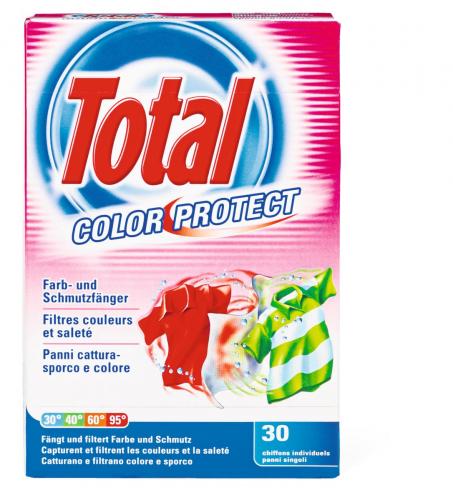 Total
COLOR PROTECT
Farb- und
Schmutzfänger
Filtres couleurs
et saleté
Panni cattura-
sporco e colore
30° 40° 60° 95°
Fängt und filtert Farbe und Schmutz
Capturent et filtrent les couleurs et la saleté
Catturano e filtrano colore e sporco
30
chiffons individuels
panni singoli